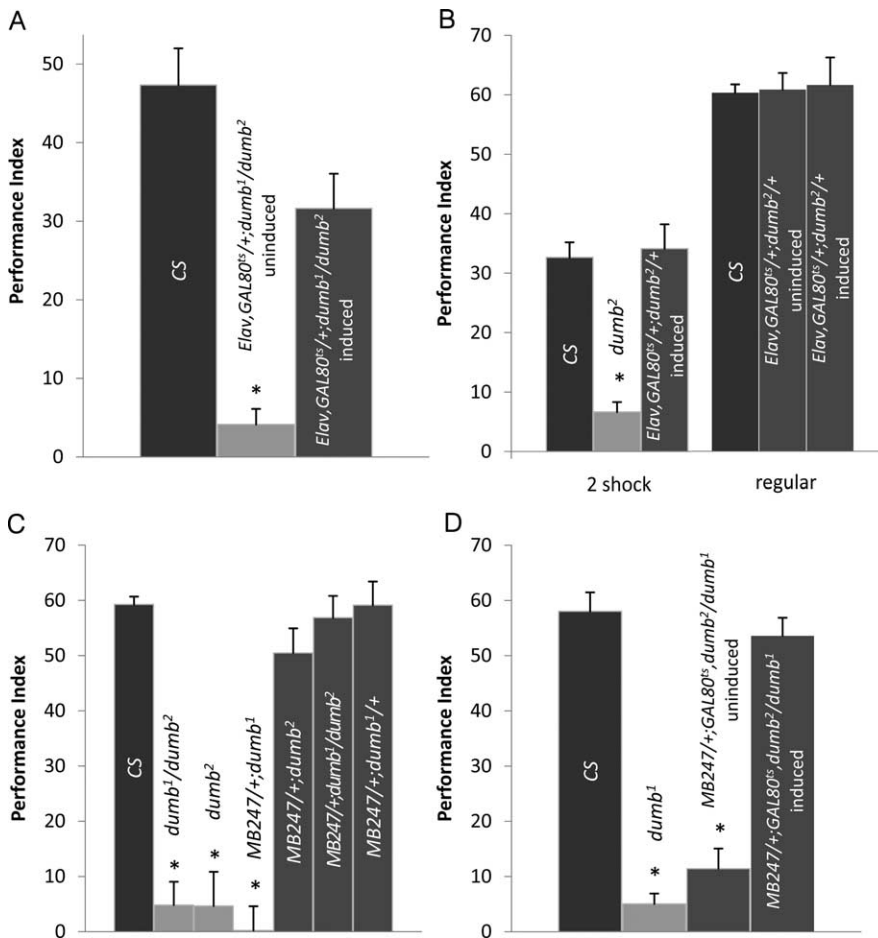 A
Performance Index
50
40
30
20
10
0
CS
Elav,GAL80ts/+;dumb1/dumb2
uninduced
*
Elav,GAL80ts/+;dumb1/dumb2
induced
B
Performance Index
70
60
50
40
30
20
10
0
CS
dumb2
*
Elav,GAL80ts/+;dumb2/+
induced
CS
Elav,GAL80ts/+;dumb2/+
uninduced
Elav,GAL80ts/+;dumb2/+
induced
2 shock
regular
C
Performance Index
70
60
50
40
30
20
10
0
CS
dumb1/dumb2
*
dumb2
*
MB247/+;dumb1
*
MB247/+;dumb2
MB247/+;dumb1/dumb2
MB247/+;dumb1/+
D
Performance Index
70
60
50
40
30
20
10
0
CS
dumb1
*
MB247/+;GAL80ts,dumb2/dumb1
uninduced
*
MB247/+;GAL80ts,dumb2/dumb1
induced